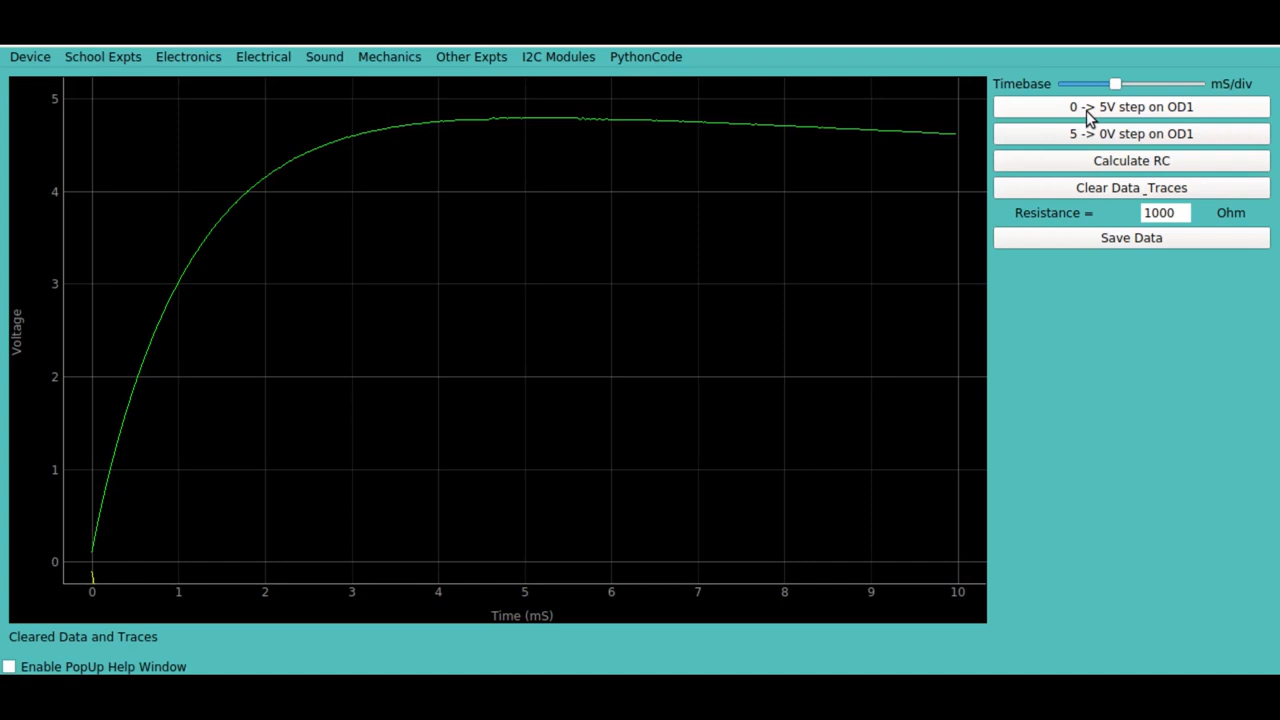 Device School Expts Electronics Electrical Sound Mechanics Other Expts I2C Modules PythonCode
Timebase mS/div
0 -> 5V step on OD1
5 -> 0V step on OD1
Calculate RC
Clear Data_Traces
Resistance = 1000 Ohm
Save Data
5
4
3
2
1
0
Voltage
0 1 2 3 4 5 6 7 8 9 10
Time (mS)
Cleared Data and Traces
Enable PopUp Help Window